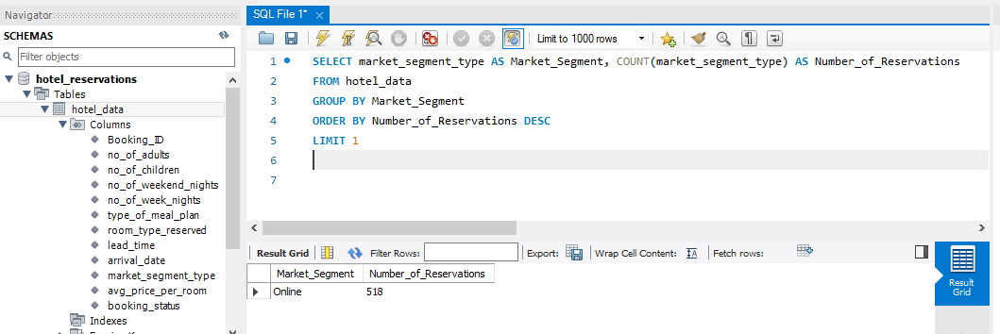 Navigator
SCHEMAS
Filter objects
hotel_reservations
Tables
hotel_data
Columns
Booking_ID
no_of_adults
no_of_children
no_of_weekend_nights
no_of_week_nights
type_of_meal_plan
room_type_reserved
lead_time
arrival_date
market_segment_type
avg_price_per_room
booking_status
Indexes
SQL File 1*
Limit to 1000 rows
1 SELECT market_segment_type AS Market_Segment, COUNT(market_segment_type) AS Number_of_Reservations
2 FROM hotel_data
3 GROUP BY Market_Segment
4 ORDER BY Number_of_Reservations DESC
5 LIMIT 1
6
7
Result Grid Filter Rows: Export: Wrap Cell Content: Fetch rows:
Market_Segment Number_of_Reservations
Online 518
Result
Grid